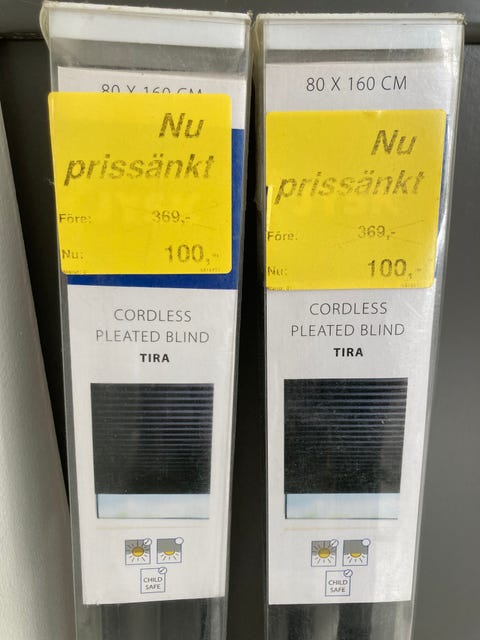 80 X 160 CM
Nu
prissänkt
Före: 369,-
Nu: 100,-
CORDLESS
PLEATED BLIND
TIRA
CHILD
SAFE
80 X 160 CM
Nu
prissänkt
Före: 369,-
Nu: 100,-
CORDLESS
PLEATED BLIND
TIRA
CHILD
SAFE